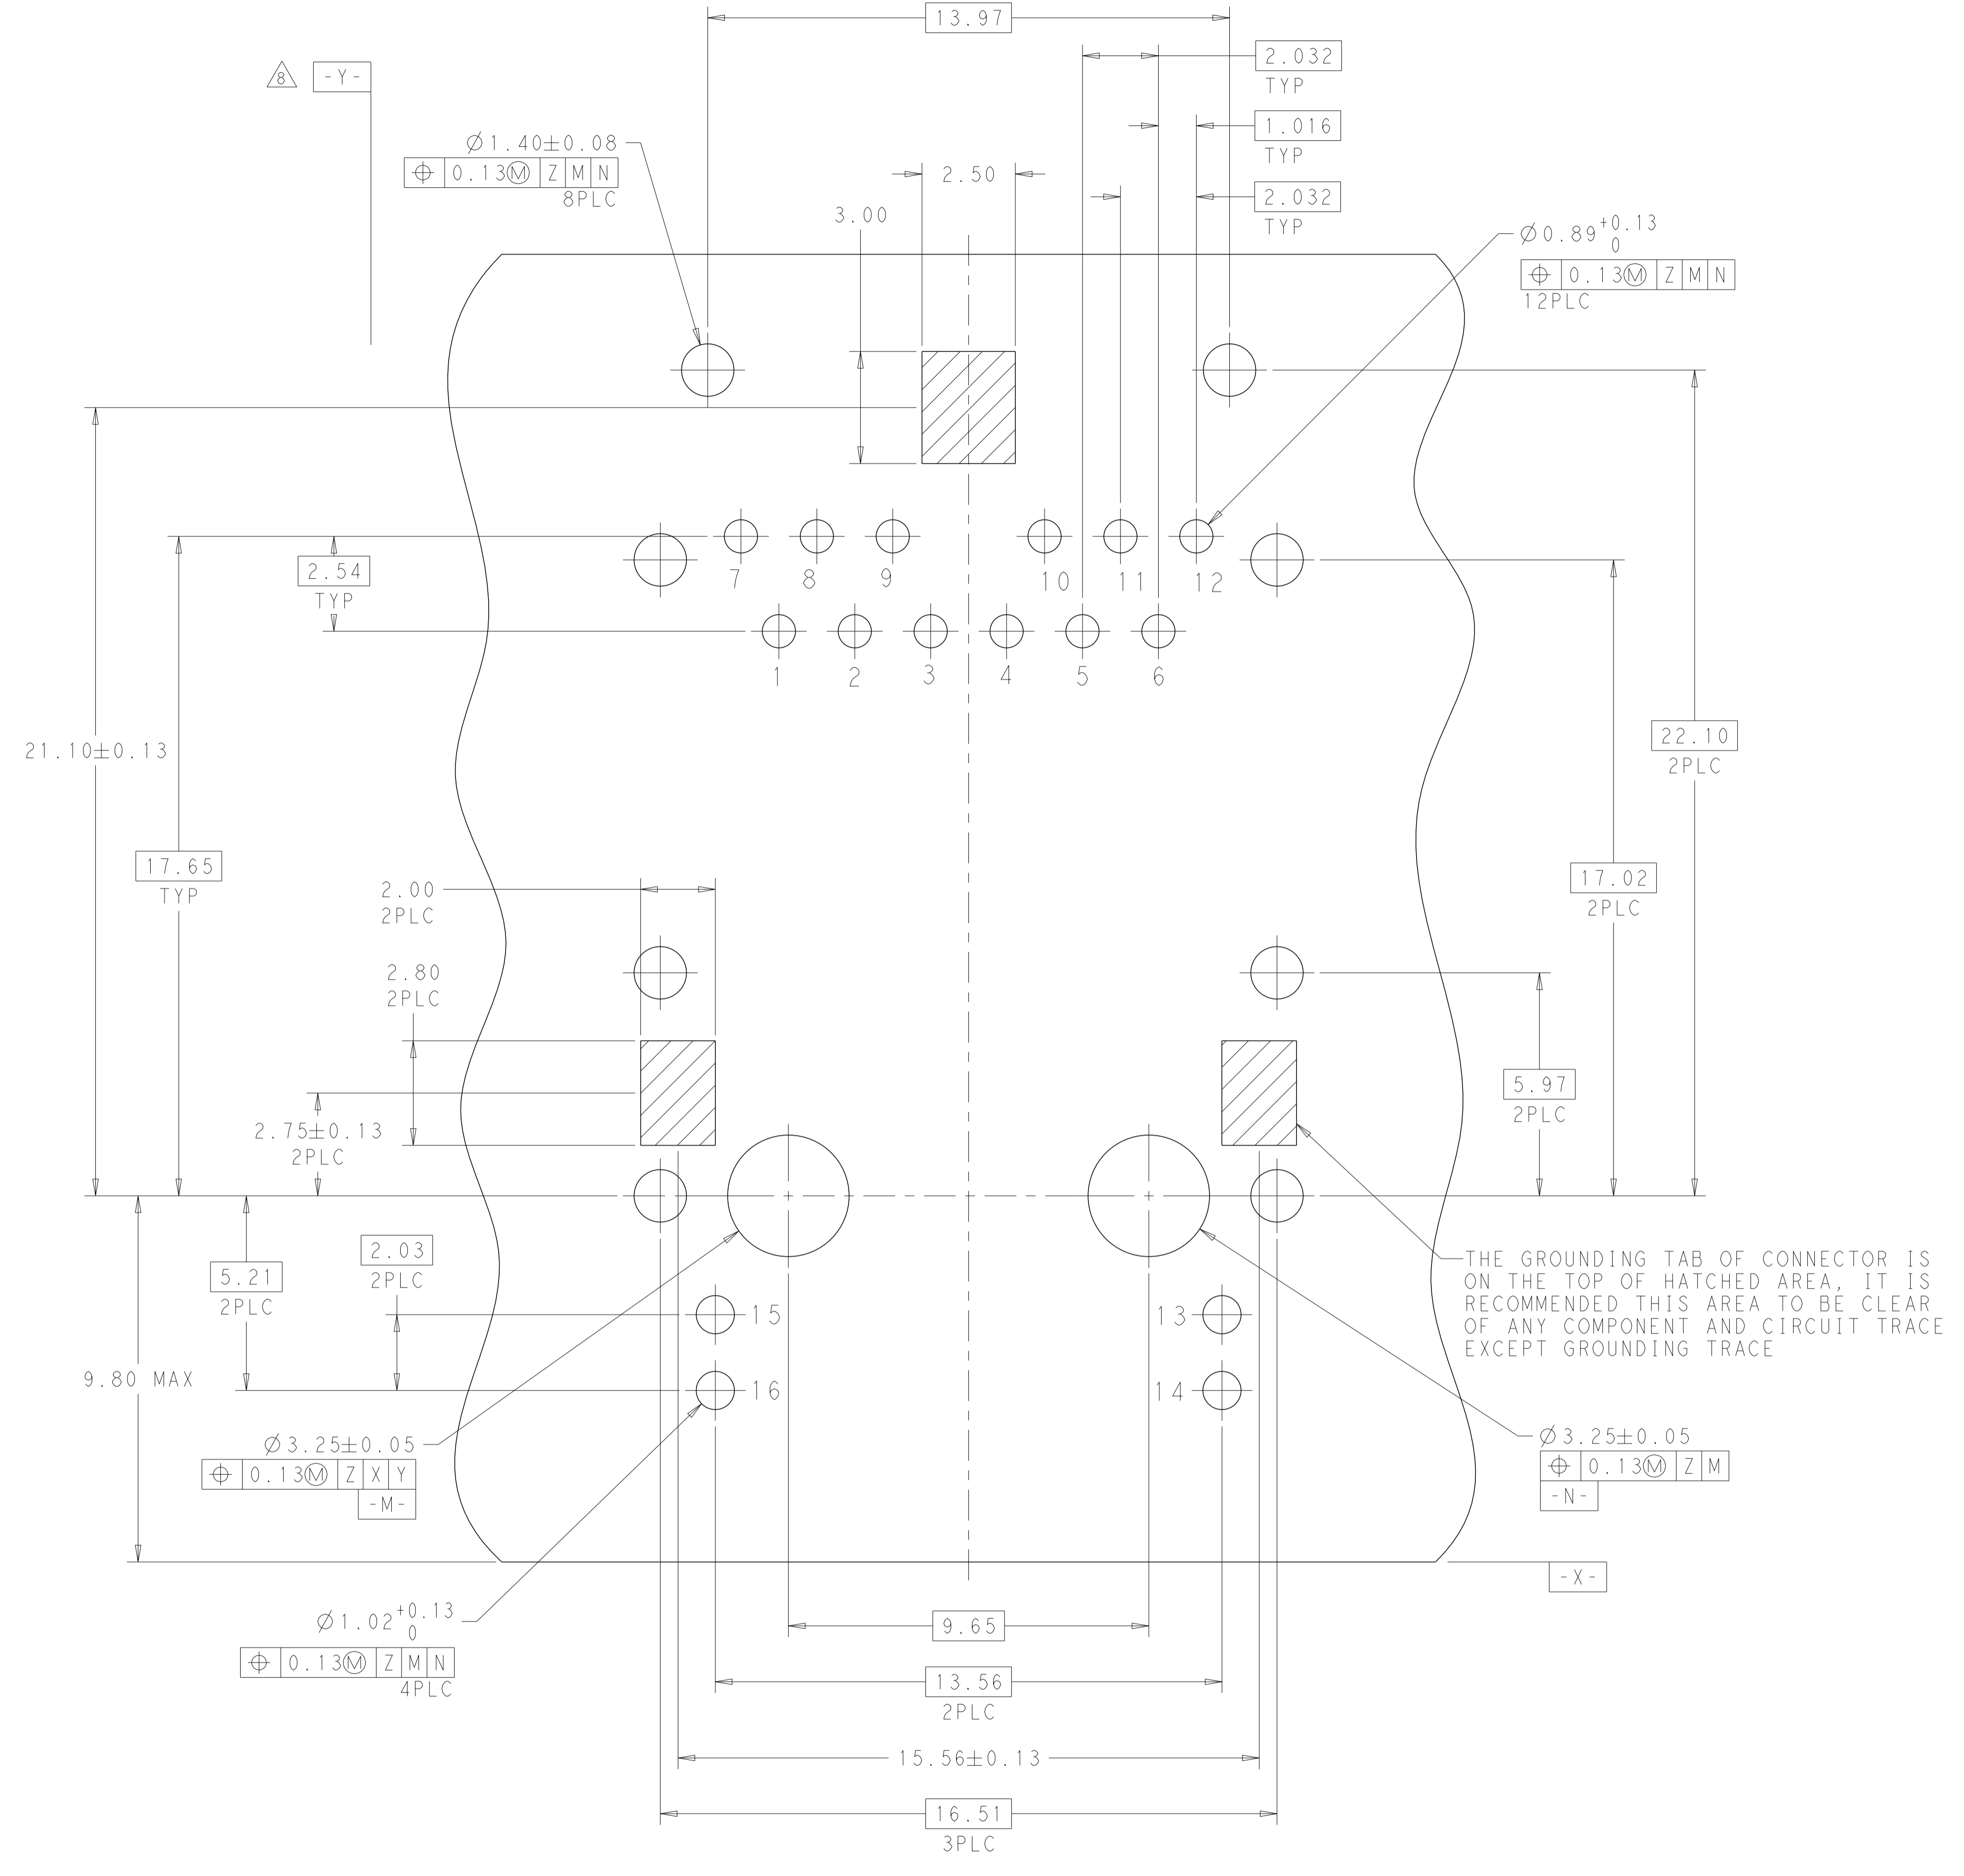 13.97
2.032
TYP
8
-Y-
1.016
TYP
Ø1.40±0.08
⌖ 0.13Ⓜ Z M N
8PLC
2.50
2.032
TYP
3.00
Ø0.89 +0.13
0
⌖ 0.13Ⓜ Z M N
12PLC
2.54
TYP
7
8
9
10
11
12
1
2
3
4
5
6
21.10±0.13
22.10
2PLC
17.65
TYP
2.00
2PLC
17.02
2PLC
2.80
2PLC
5.97
2PLC
2.75±0.13
2PLC
2.03
2PLC
5.21
2PLC
THE GROUNDING TAB OF CONNECTOR IS
ON THE TOP OF HATCHED AREA, IT IS
RECOMMENDED THIS AREA TO BE CLEAR
OF ANY COMPONENT AND CIRCUIT TRACE
EXCEPT GROUNDING TRACE
15
13
9.80 MAX
16
14
Ø3.25±0.05
⌖ 0.13Ⓜ Z X Y
-M-
Ø3.25±0.05
⌖ 0.13Ⓜ Z M
-N-
-X-
Ø1.02 +0.13
0
⌖ 0.13Ⓜ Z M N
4PLC
9.65
13.56
2PLC
15.56±0.13
16.51
3PLC